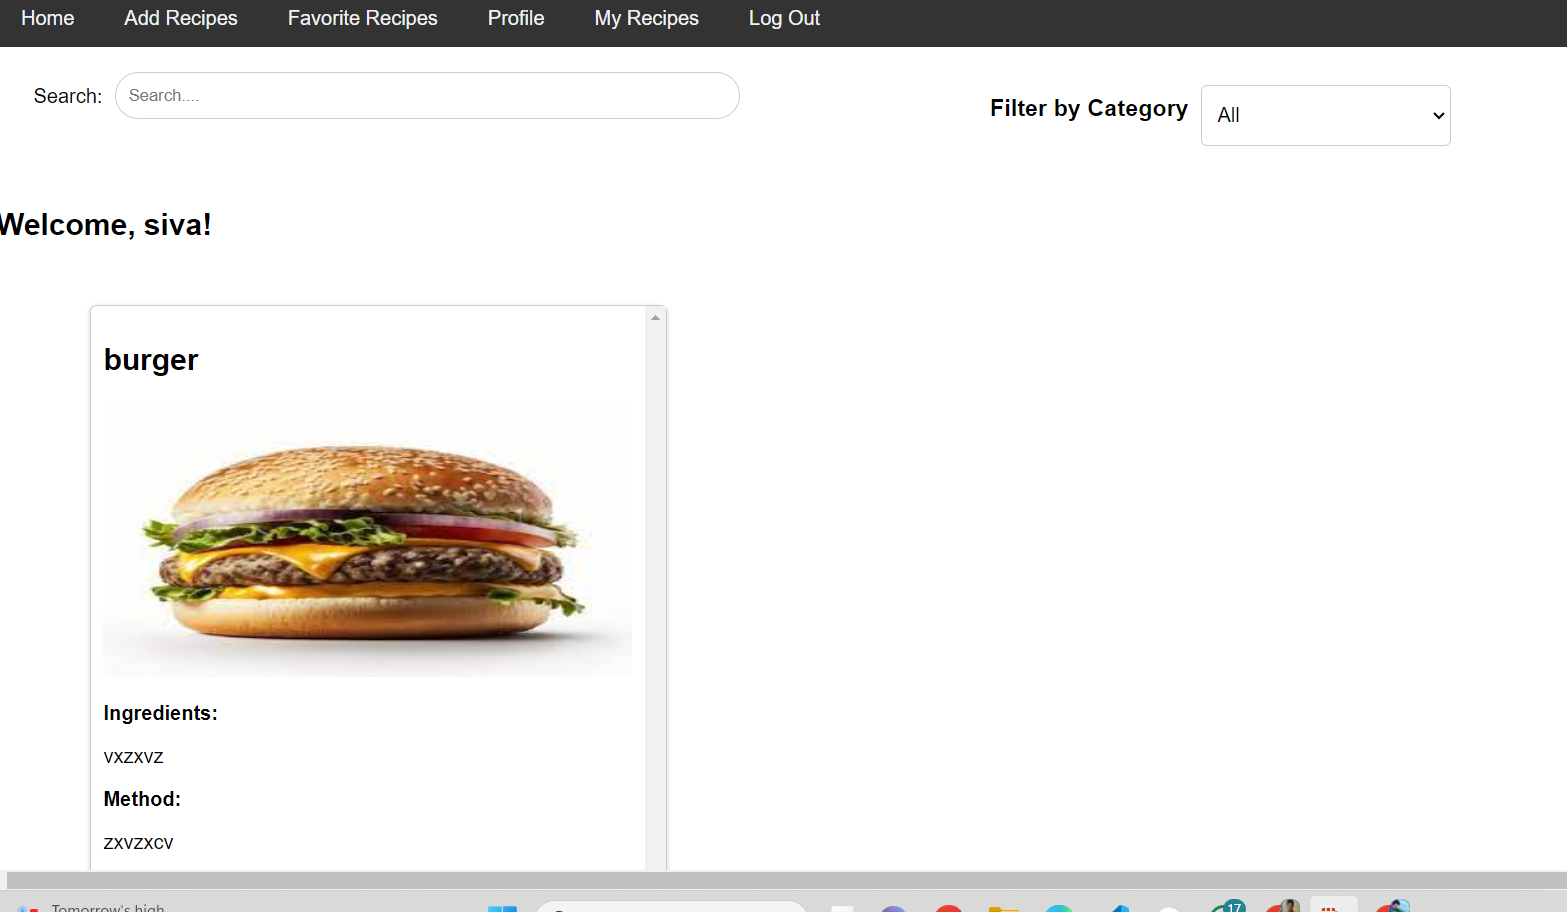 Home Add Recipes Favorite Recipes Profile My Recipes Log Out
Search: Search.... Filter by Category All
Welcome, siva!
burger
Ingredients:
vxzxvz
Method:
zxvzxcv
Tomorrow's high
17